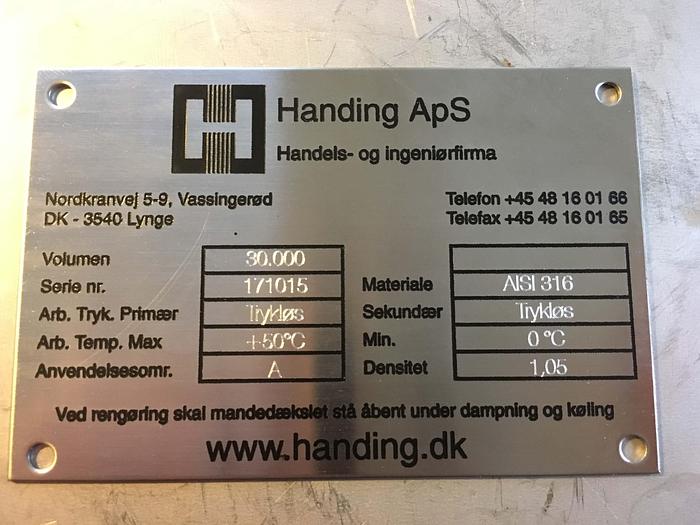 H
Handing ApS
Handels- og ingeniørfirma
Nordkranvej 5-9, Vassingerød
DK - 3540 Lynge
Telefon +45 48 16 01 66
Telefax +45 48 16 01 65
Volumen 30.000
Serie nr. 171015 Materiale AISI 316
Arb. Tryk. Primær Trykløs Sekundær Trykløs
Arb. Temp. Max +50°C Min. 0 °C
Anvendelsesomr. A Densitet 1,05
Ved rengøring skal mandedækslet stå åbent under dampning og køling
www.handing.dk